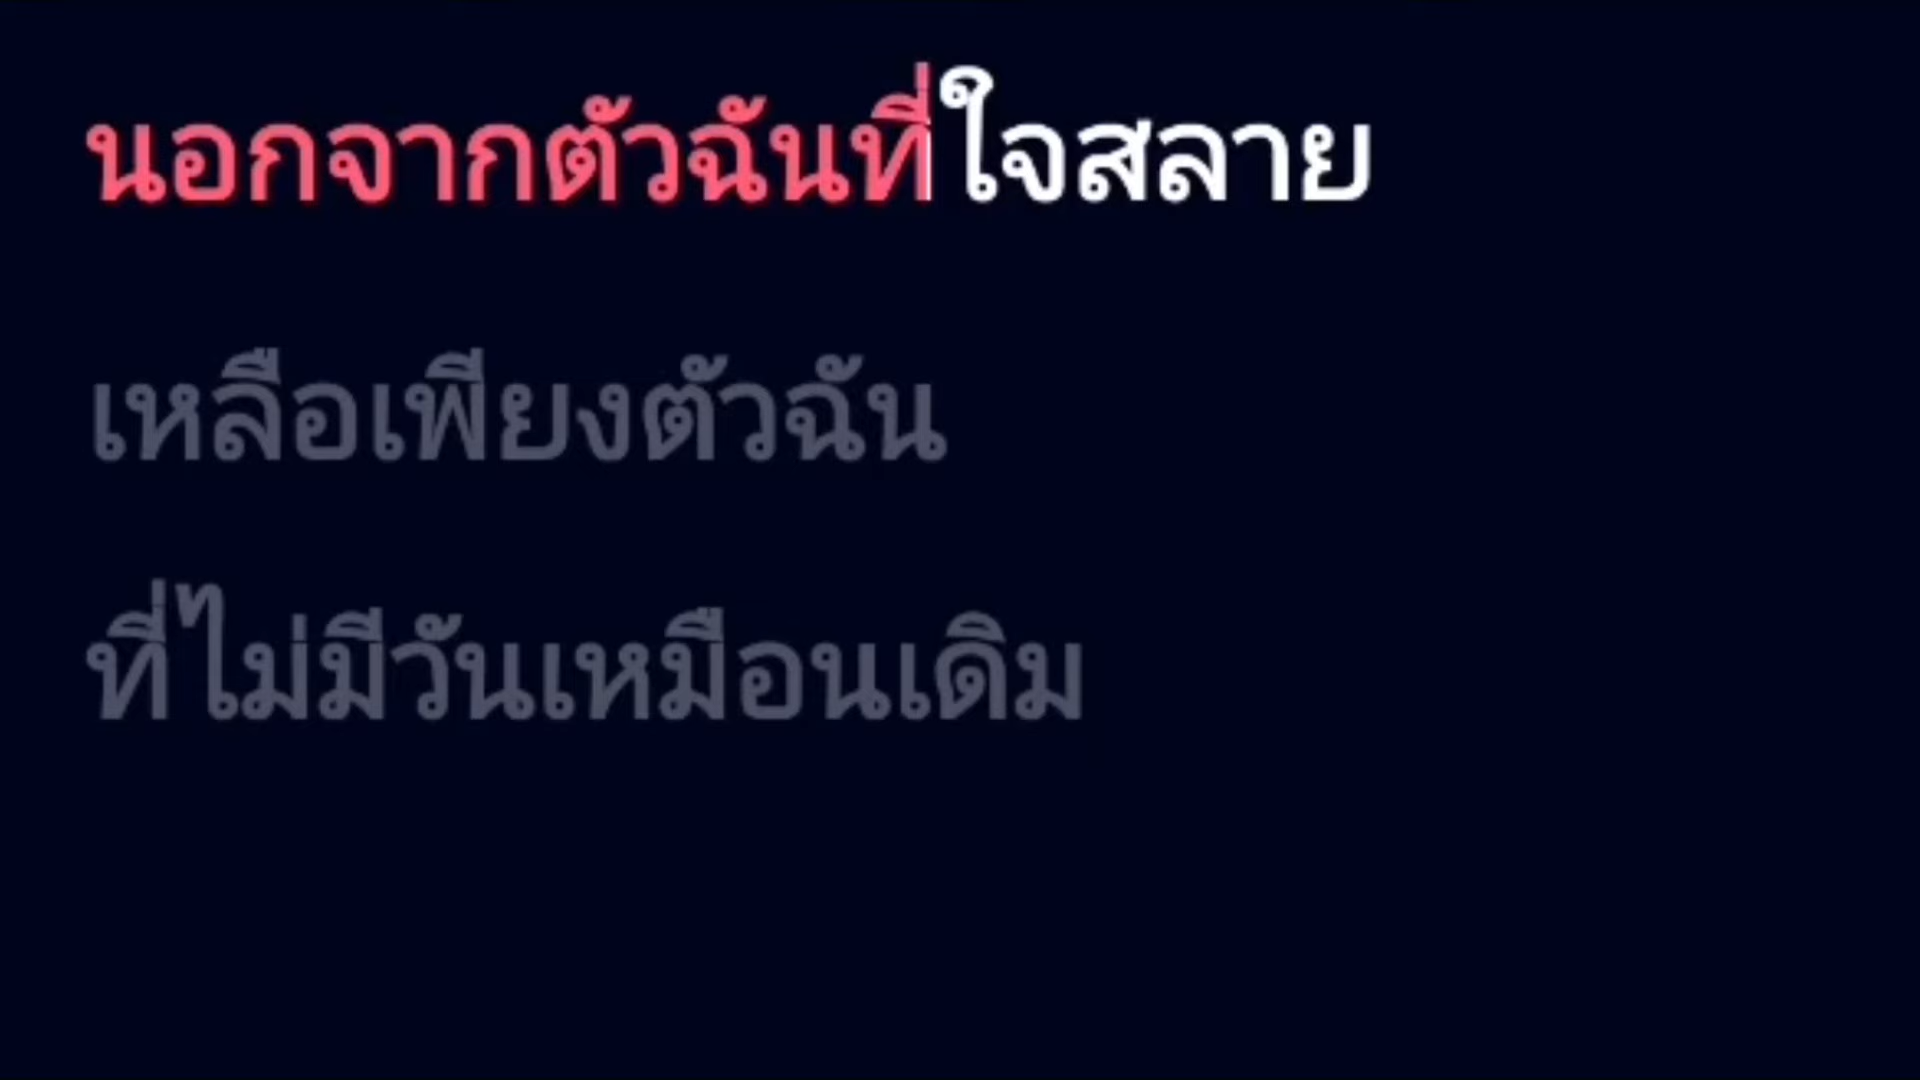 นอกจากตัวฉันที่ใจสลาย
เหลือเพียงตัวฉัน
ที่ไม่มีวันเหมือนเดิม